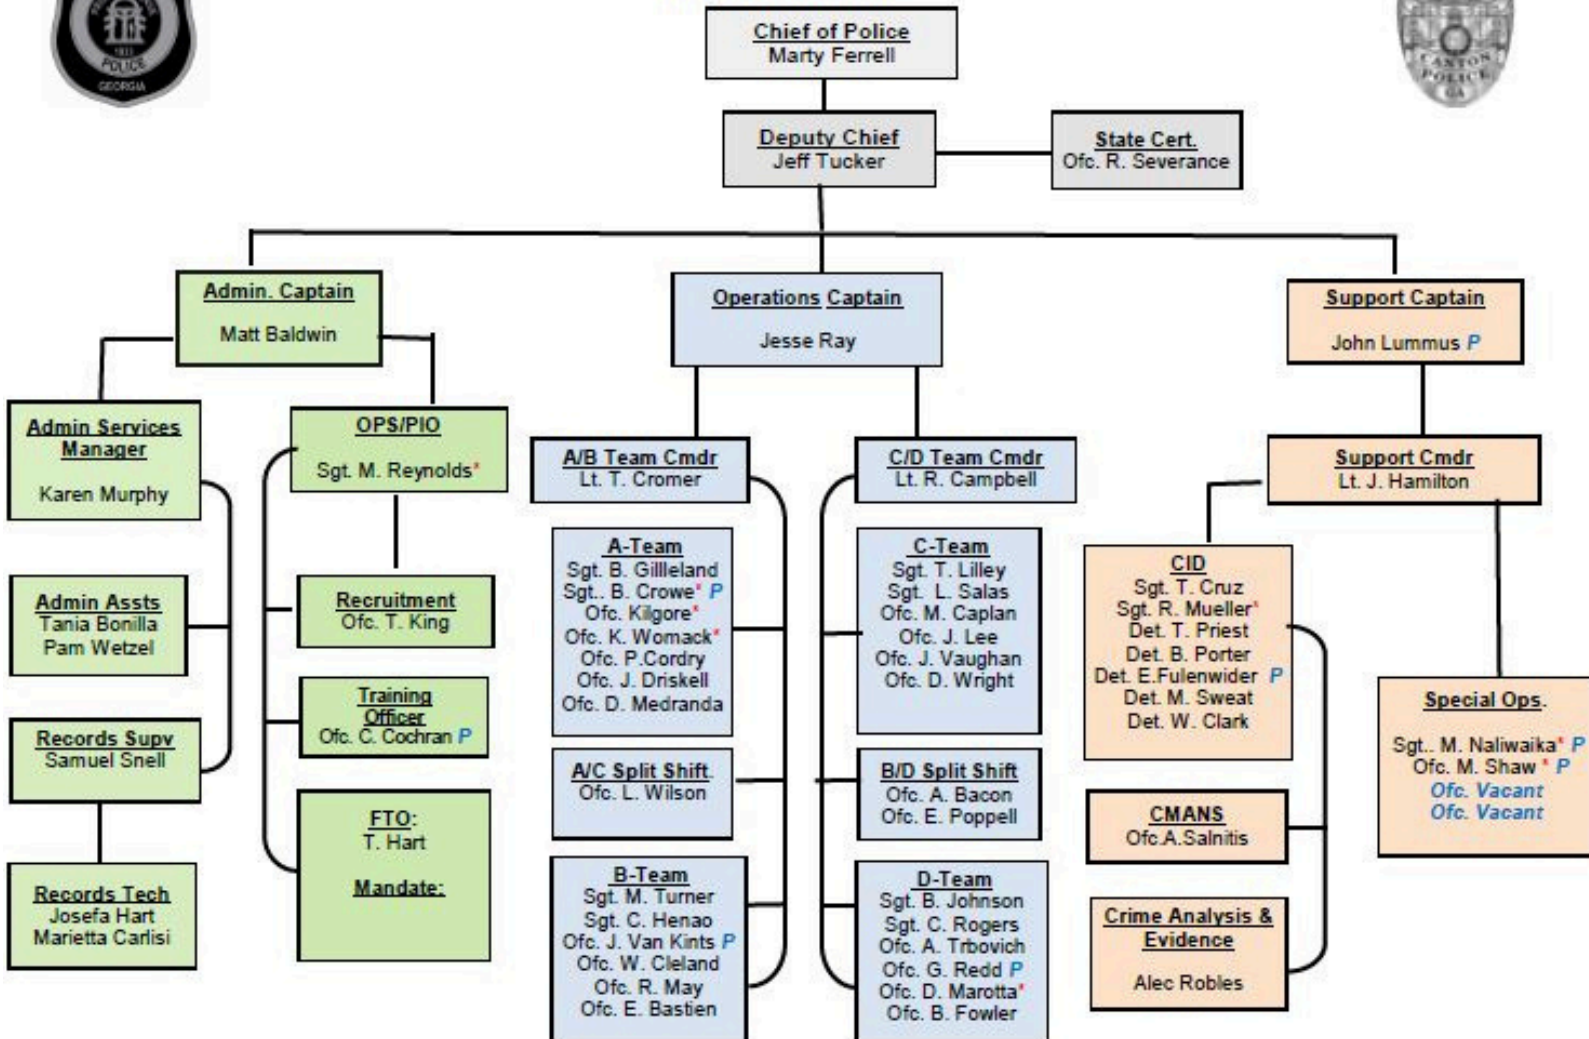 1833
POLICE
GEORGIA
CANTON
POLICE
GA
Chief of Police
Marty Ferrell
Deputy Chief
Jeff Tucker
State Cert.
Ofc. R. Severance
Admin. Captain
Matt Baldwin
Operations Captain
Jesse Ray
Support Captain
John Lummus P
Admin Services
Manager
Karen Murphy
OPS/PIO
Sgt. M. Reynolds*
A/B Team Cmdr
Lt. T. Cromer
C/D Team Cmdr
Lt. R. Campbell
Support Cmdr
Lt. J. Hamilton
Admin Assts
Tania Bonilla
Pam Wetzel
Recruitment
Ofc. T. King
Training
Officer
Ofc. C. Cochran P
Records Supv
Samuel Snell
FTO:
T. Hart
Mandate:
Records Tech
Josefa Hart
Marietta Carlisi
A-Team
Sgt. B. Gillleland
Sgt.. B. Crowe* P
Ofc. Kilgore*
Ofc. K. Womack*
Ofc. P.Cordry
Ofc. J. Driskell
Ofc. D. Medranda
A/C Split Shift.
Ofc. L. Wilson
B-Team
Sgt. M. Turner
Sgt. C. Henao
Ofc. J. Van Kints P
Ofc. W. Cleland
Ofc. R. May
Ofc. E. Bastien
C-Team
Sgt. T. Lilley
Sgt. L. Salas
Ofc. M. Caplan
Ofc. J. Lee
Ofc. J. Vaughan
Ofc. D. Wright
B/D Split Shift
Ofc. A. Bacon
Ofc. E. Poppell
D-Team
Sgt. B. Johnson
Sgt. C. Rogers
Ofc. A. Trbovich
Ofc. G. Redd P
Ofc. D. Marotta*
Ofc. B. Fowler
CID
Sgt. T. Cruz
Sgt. R. Mueller*
Det. T. Priest
Det. B. Porter
Det. E.Fulenwider P
Det. M. Sweat
Det. W. Clark
CMANS
Ofc.A.Salnitis
Crime Analysis &
Evidence
Alec Robles
Special Ops.
Sgt.. M. Naliwaika* P
Ofc. M. Shaw * P
Ofc. Vacant
Ofc. Vacant